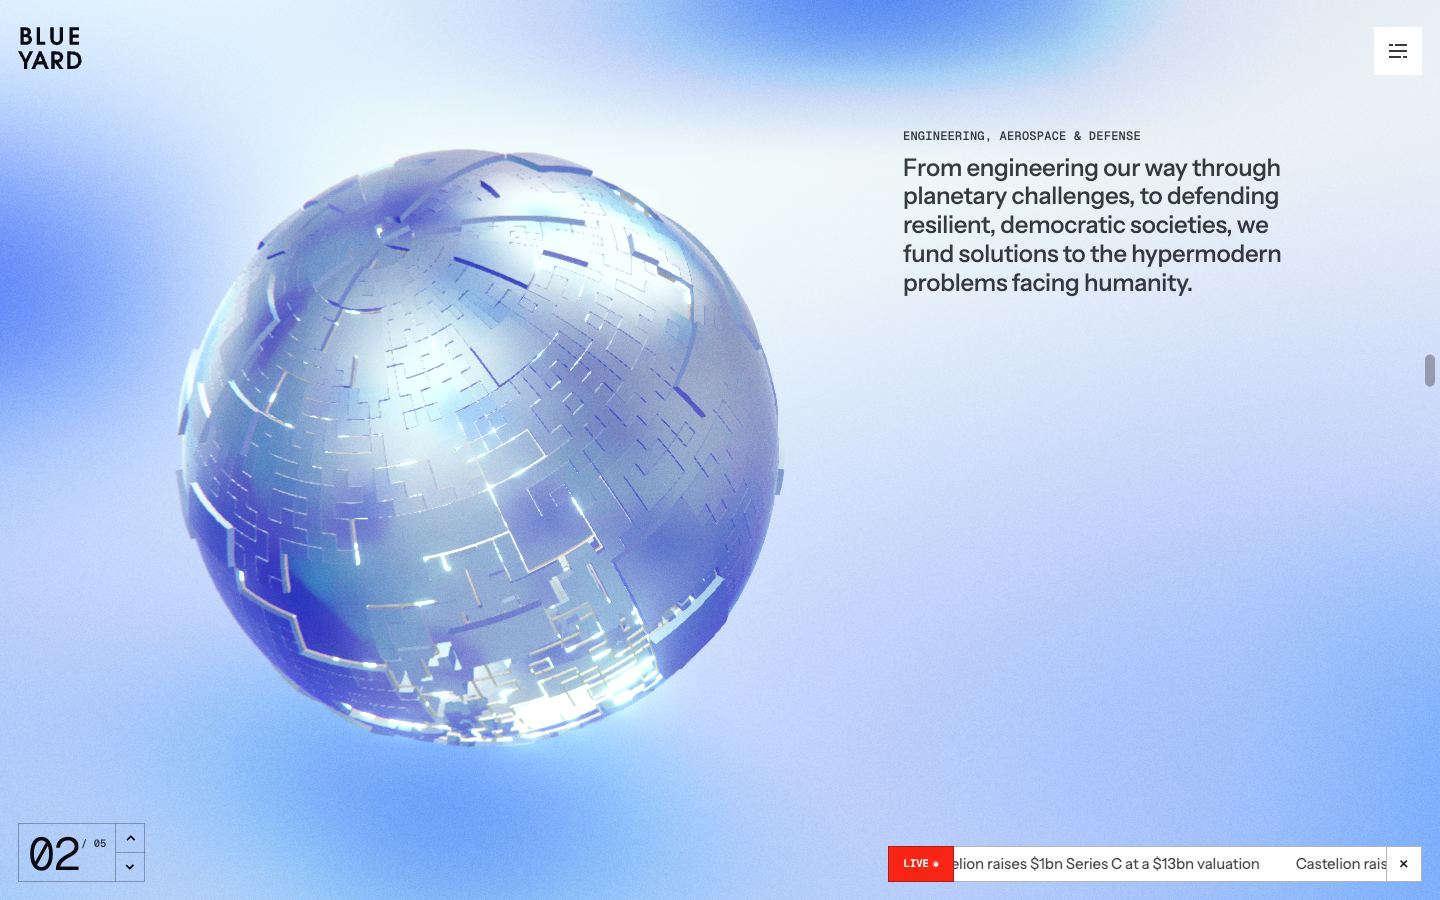 BLUE
YARD
ENGINEERING, AEROSPACE & DEFENSE
From engineering our way through
planetary challenges, to defending
resilient, democratic societies, we
fund solutions to the hypermodern
problems facing humanity.
02 / 05
LIVE elion raises $1bn Series C at a $13bn valuation Castelion rais